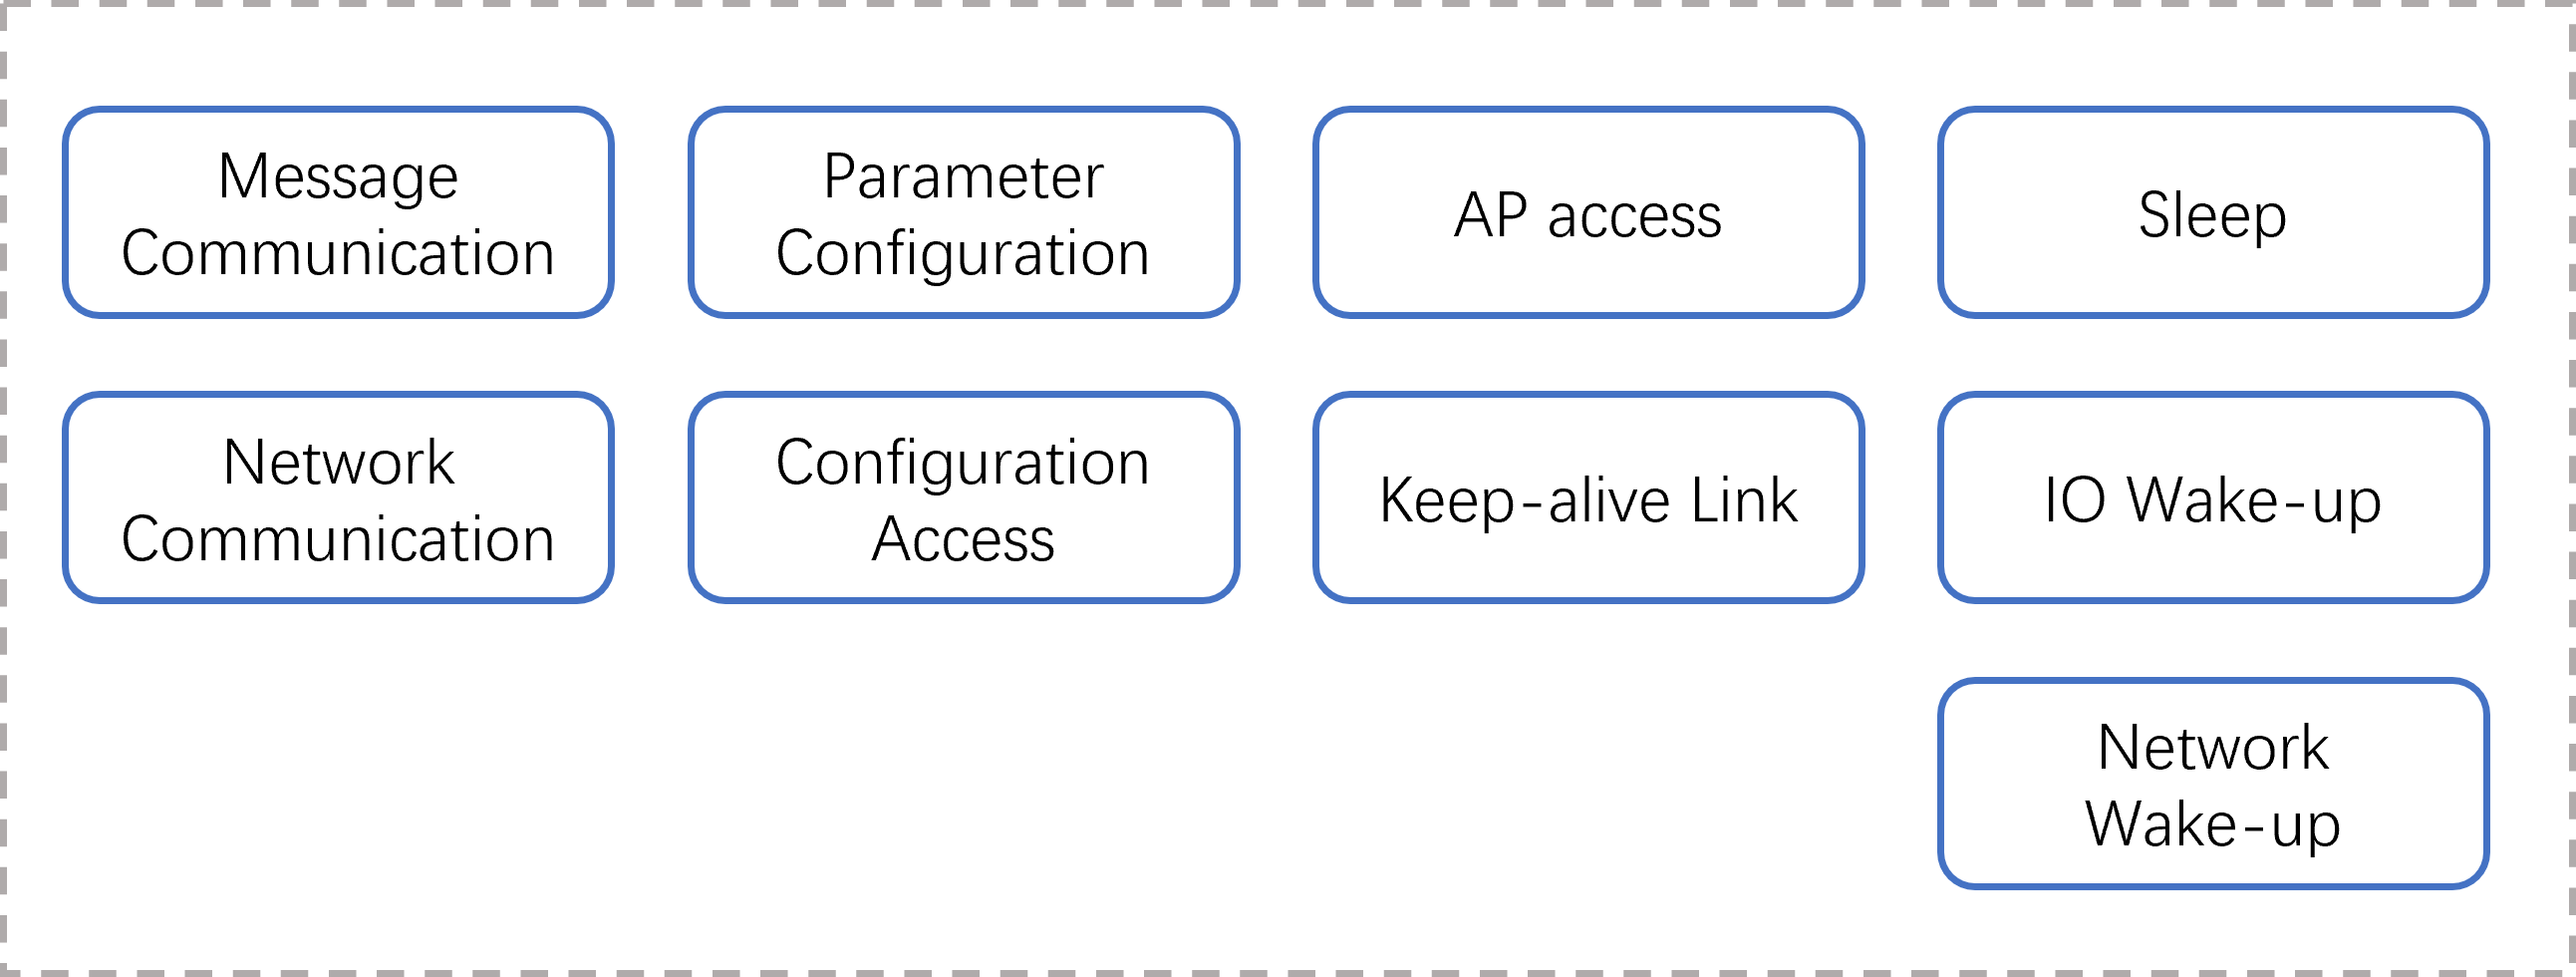 Message
Communication
Parameter
Configuration
AP access
Sleep
Network
Communication
Configuration
Access
Keep-alive Link
IO Wake-up
Network
Wake-up